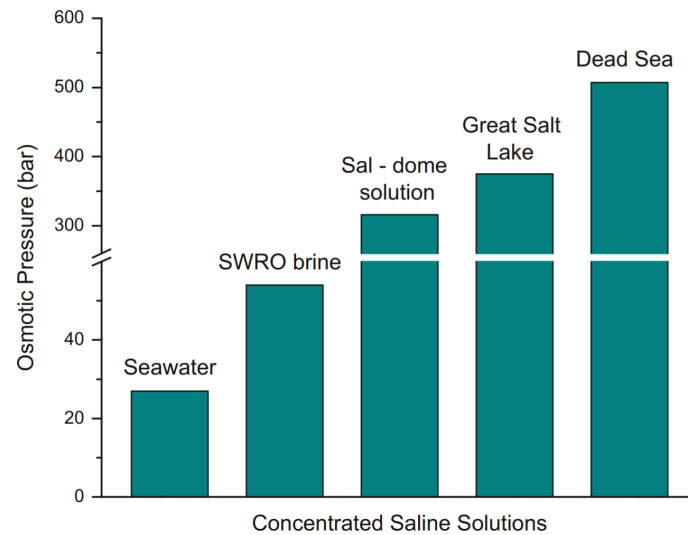 600
500
400
300
40
20
0
Osmotic Pressure (bar)
Seawater
SWRO brine
Sal - dome
solution
Great Salt
Lake
Dead Sea
Concentrated Saline Solutions